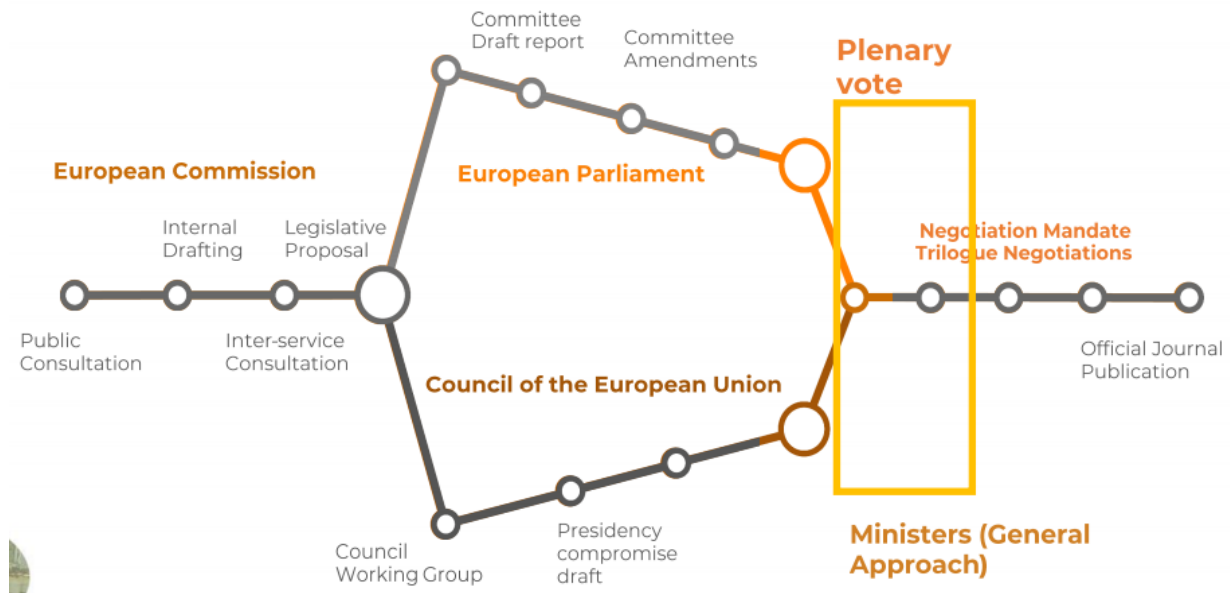 Committee
Draft report
Committee
Amendments
Plenary
vote
European Commission
European Parliament
Internal
Drafting
Legislative
Proposal
Negotiation Mandate
Trilogue Negotiations
Public
Consultation
Inter-service
Consultation
Official Journal
Publication
Council of the European Union
Council
Working Group
Presidency
compromise
draft
Ministers (General
Approach)